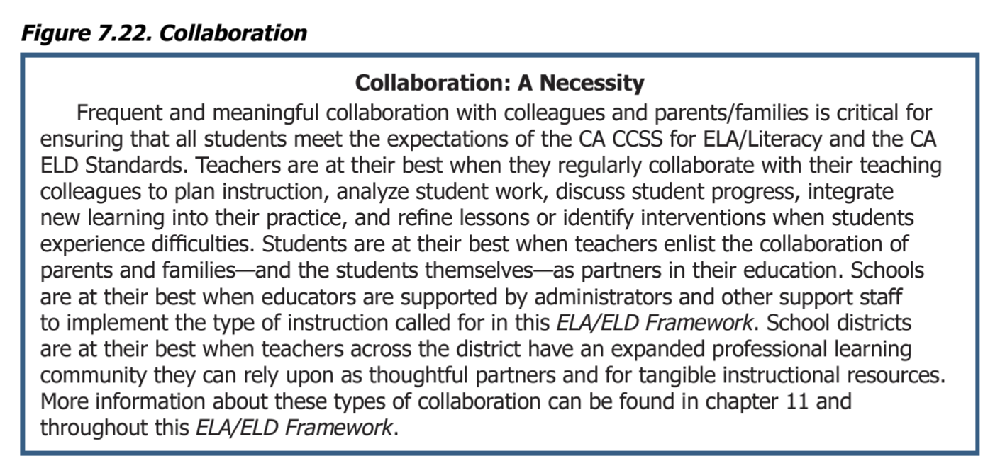 Figure 7.22. Collaboration
Collaboration: A Necessity
Frequent and meaningful collaboration with colleagues and parents/families is critical for
ensuring that all students meet the expectations of the CA CCSS for ELA/Literacy and the CA
ELD Standards. Teachers are at their best when they regularly collaborate with their teaching
colleagues to plan instruction, analyze student work, discuss student progress, integrate
new learning into their practice, and refine lessons or identify interventions when students
experience difficulties. Students are at their best when teachers enlist the collaboration of
parents and families—and the students themselves—as partners in their education. Schools
are at their best when educators are supported by administrators and other support staff
to implement the type of instruction called for in this ELA/ELD Framework. School districts
are at their best when teachers across the district have an expanded professional learning
community they can rely upon as thoughtful partners and for tangible instructional resources.
More information about these types of collaboration can be found in chapter 11 and
throughout this ELA/ELD Framework.